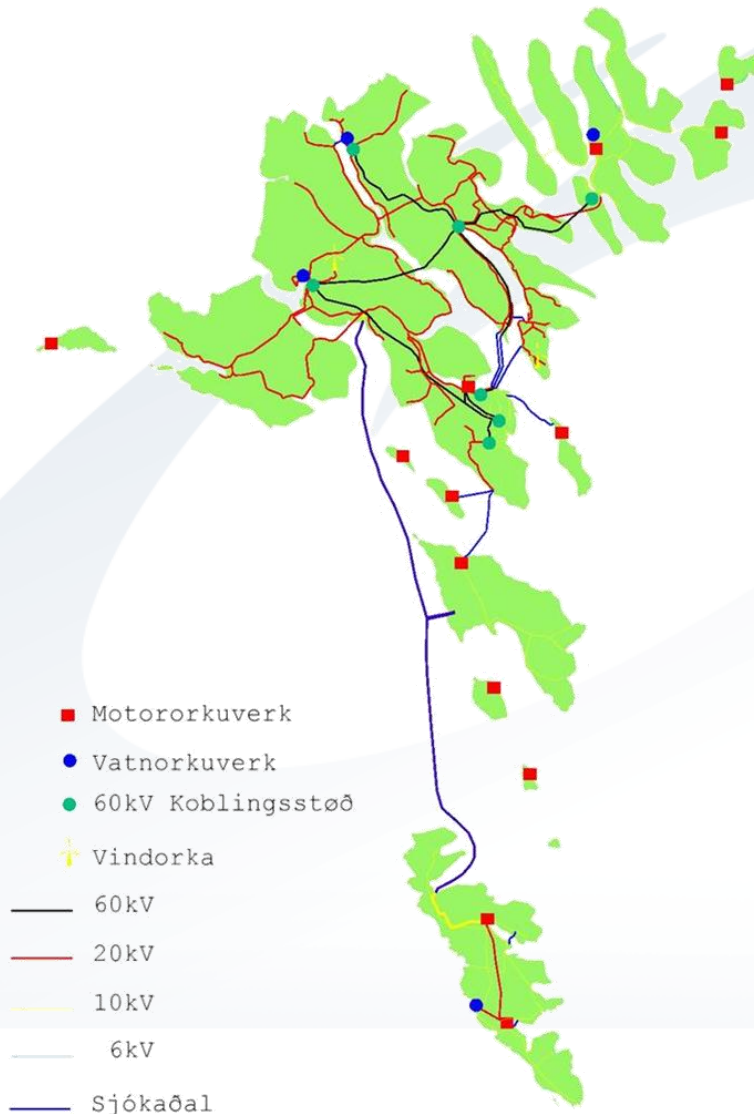 Motororkuverk
Vatnorkuverk
60kV Koblingsstøð
Vindorka
60kV
20kV
10kV
6kV
Sjókaðal